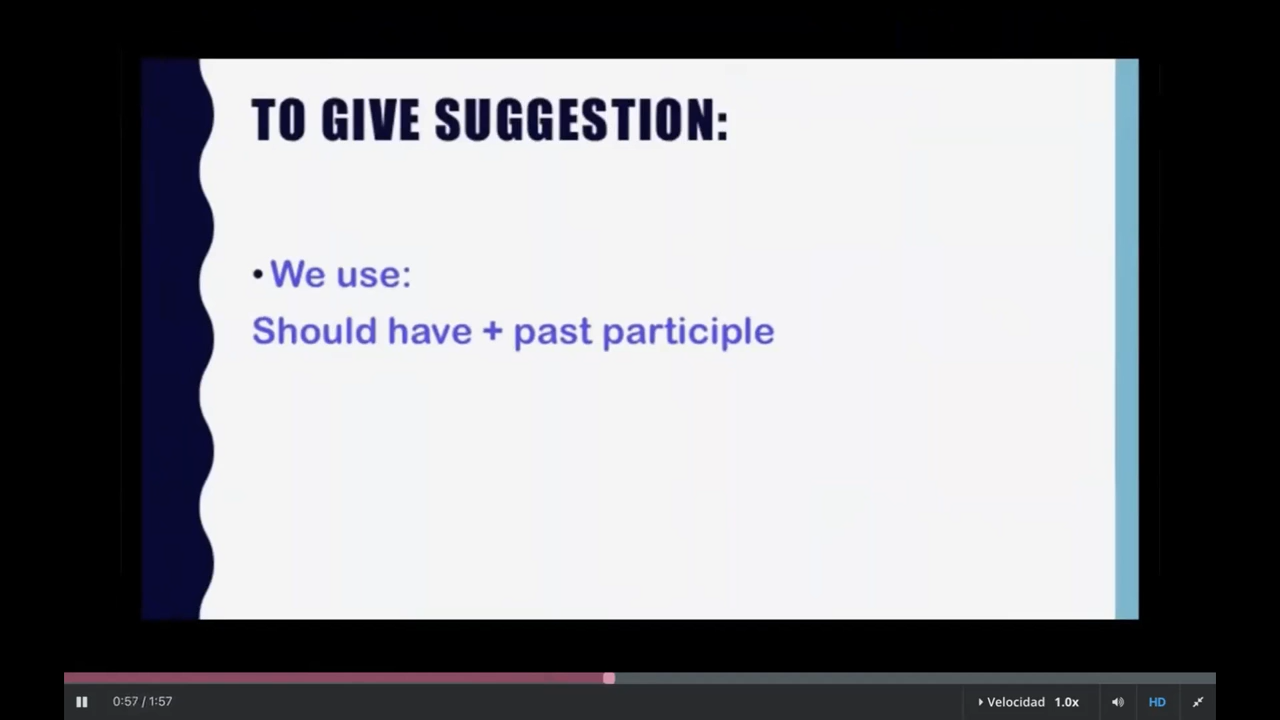 TO GIVE SUGGESTION:
• We use:
Should have + past participle
0:57 / 1:57
Velocidad 1.0x
HD